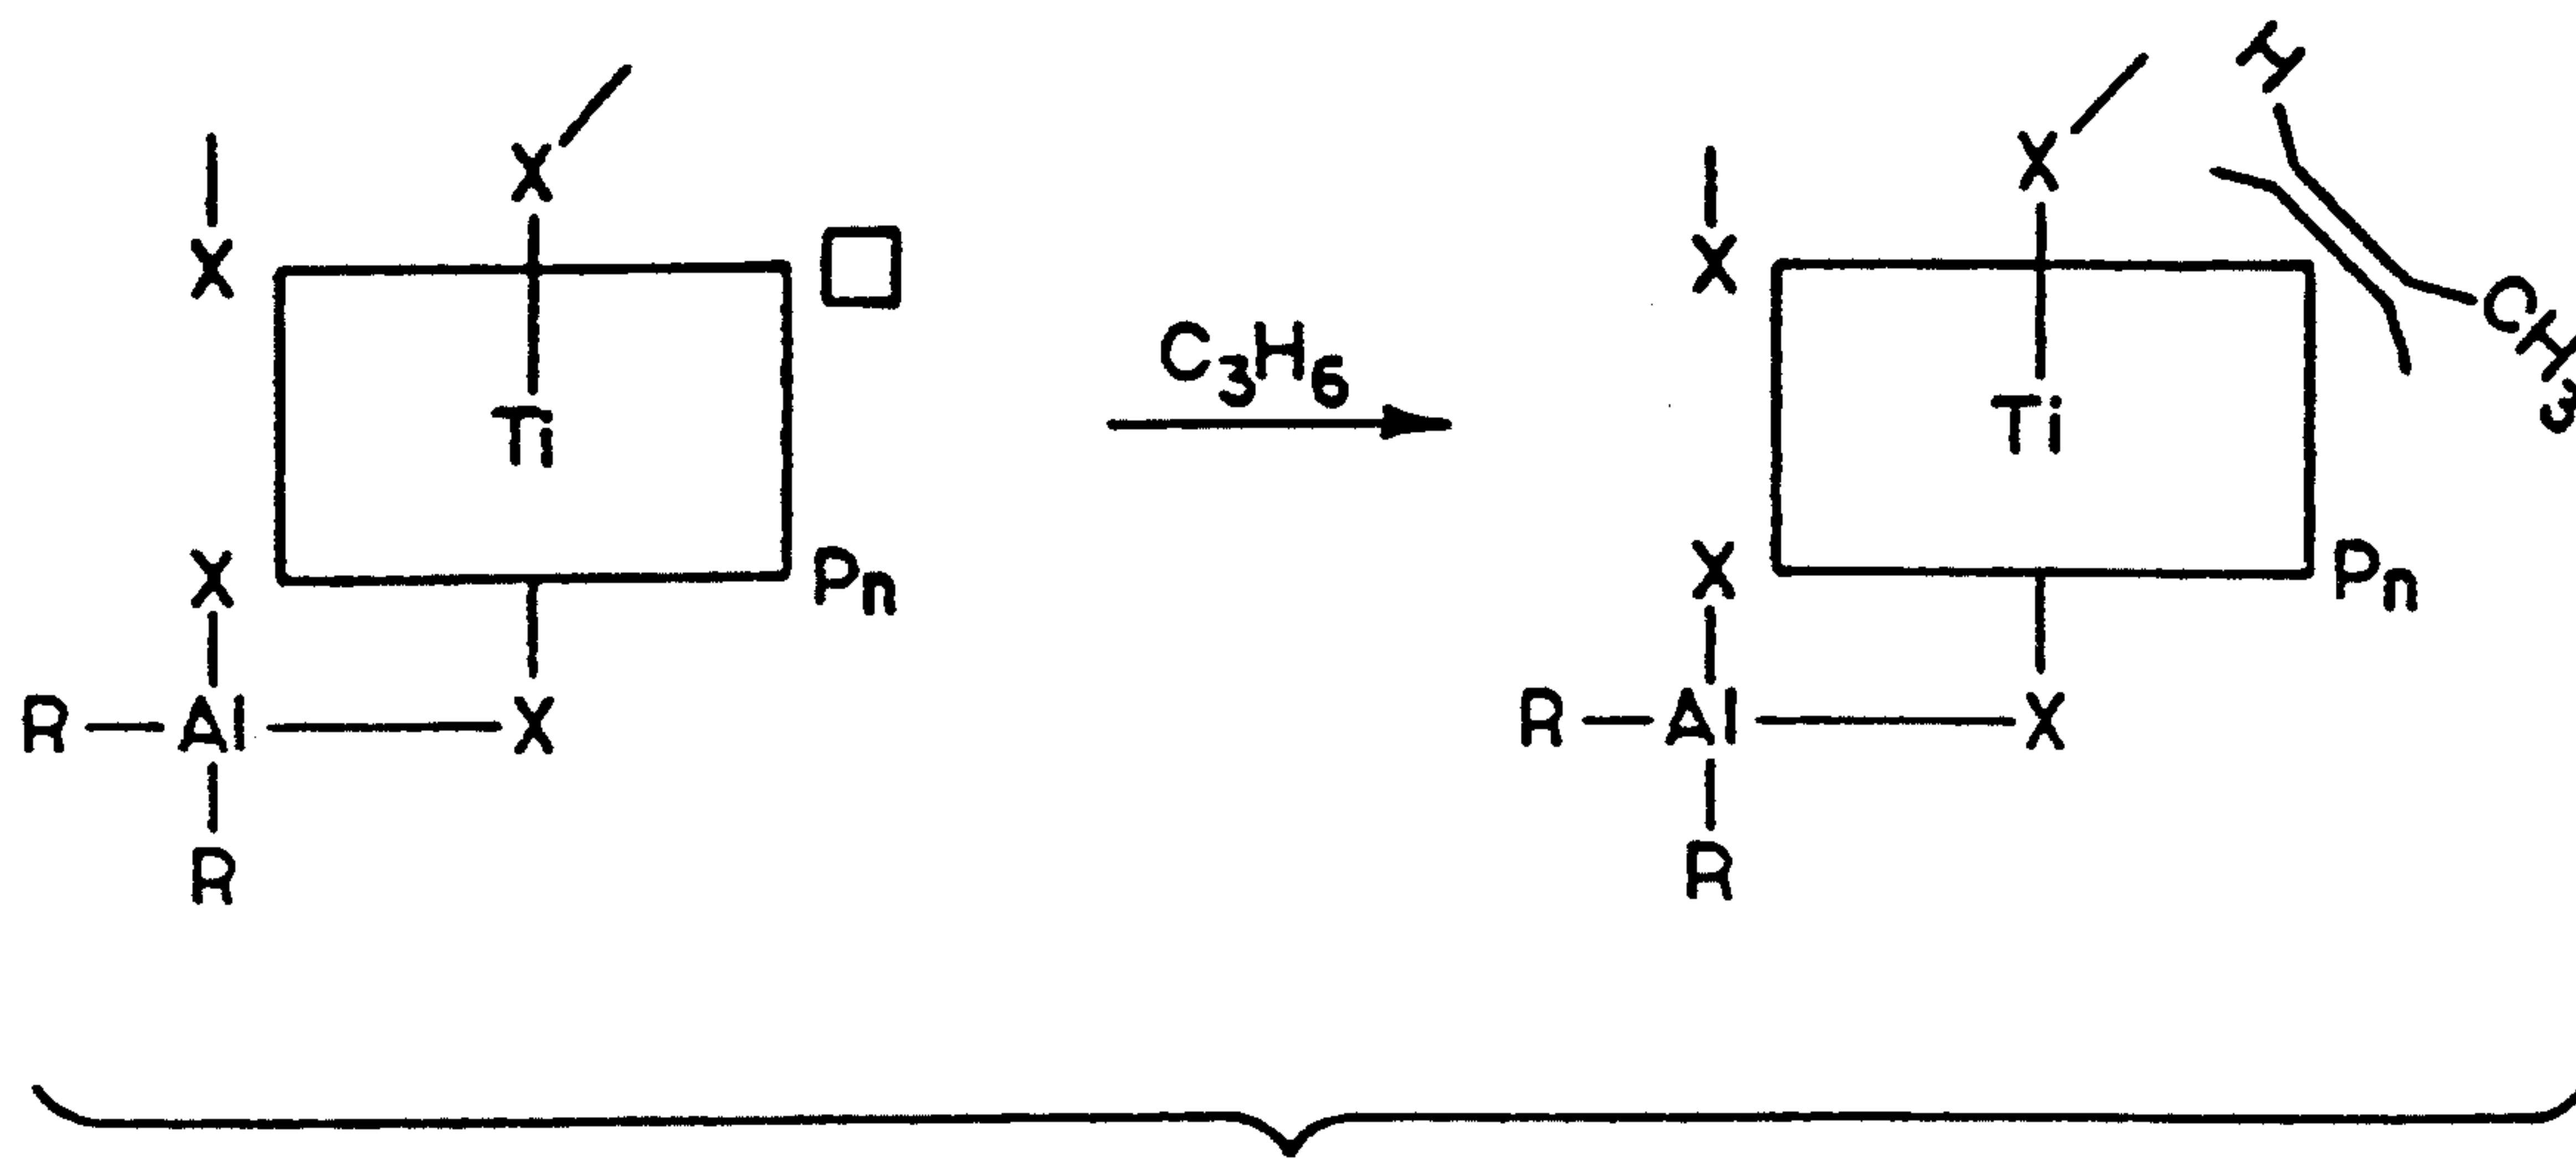 X X H
X X
C₃H₆
Ti Ti CH₃
X Pₙ X Pₙ
R Al X R Al X
R R